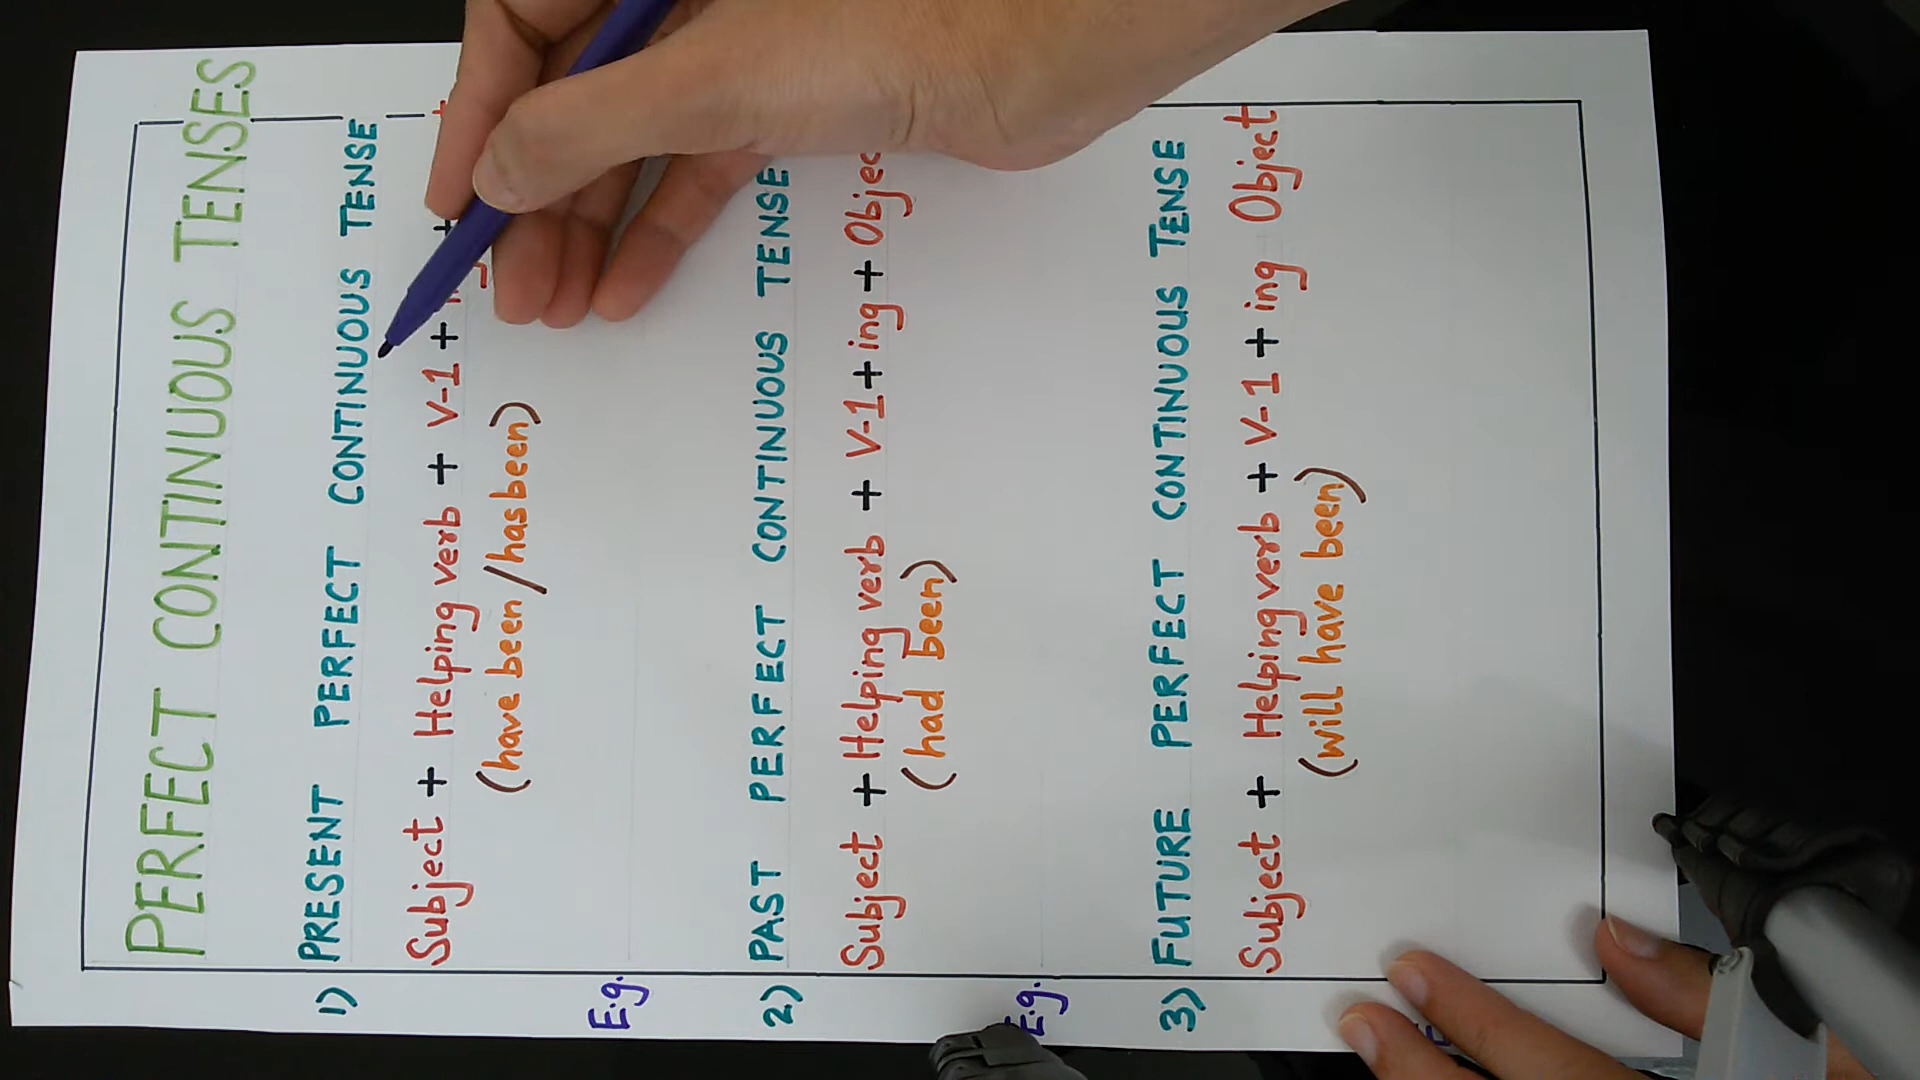 PERFECT CONTINUOUS TENSES
1) PRESENT PERFECT CONTINUOUS TENSE
Subject + Helping verb + V-1 +
(have been / has been)
E.g.
2) PAST PERFECT CONTINUOUS TENSE
Subject + Helping verb + V-1 + ing + Objec
(had been)
E.g.
3) FUTURE PERFECT CONTINUOUS TENSE
Subject + Helping verb + V-1 + ing Object
(will have been)